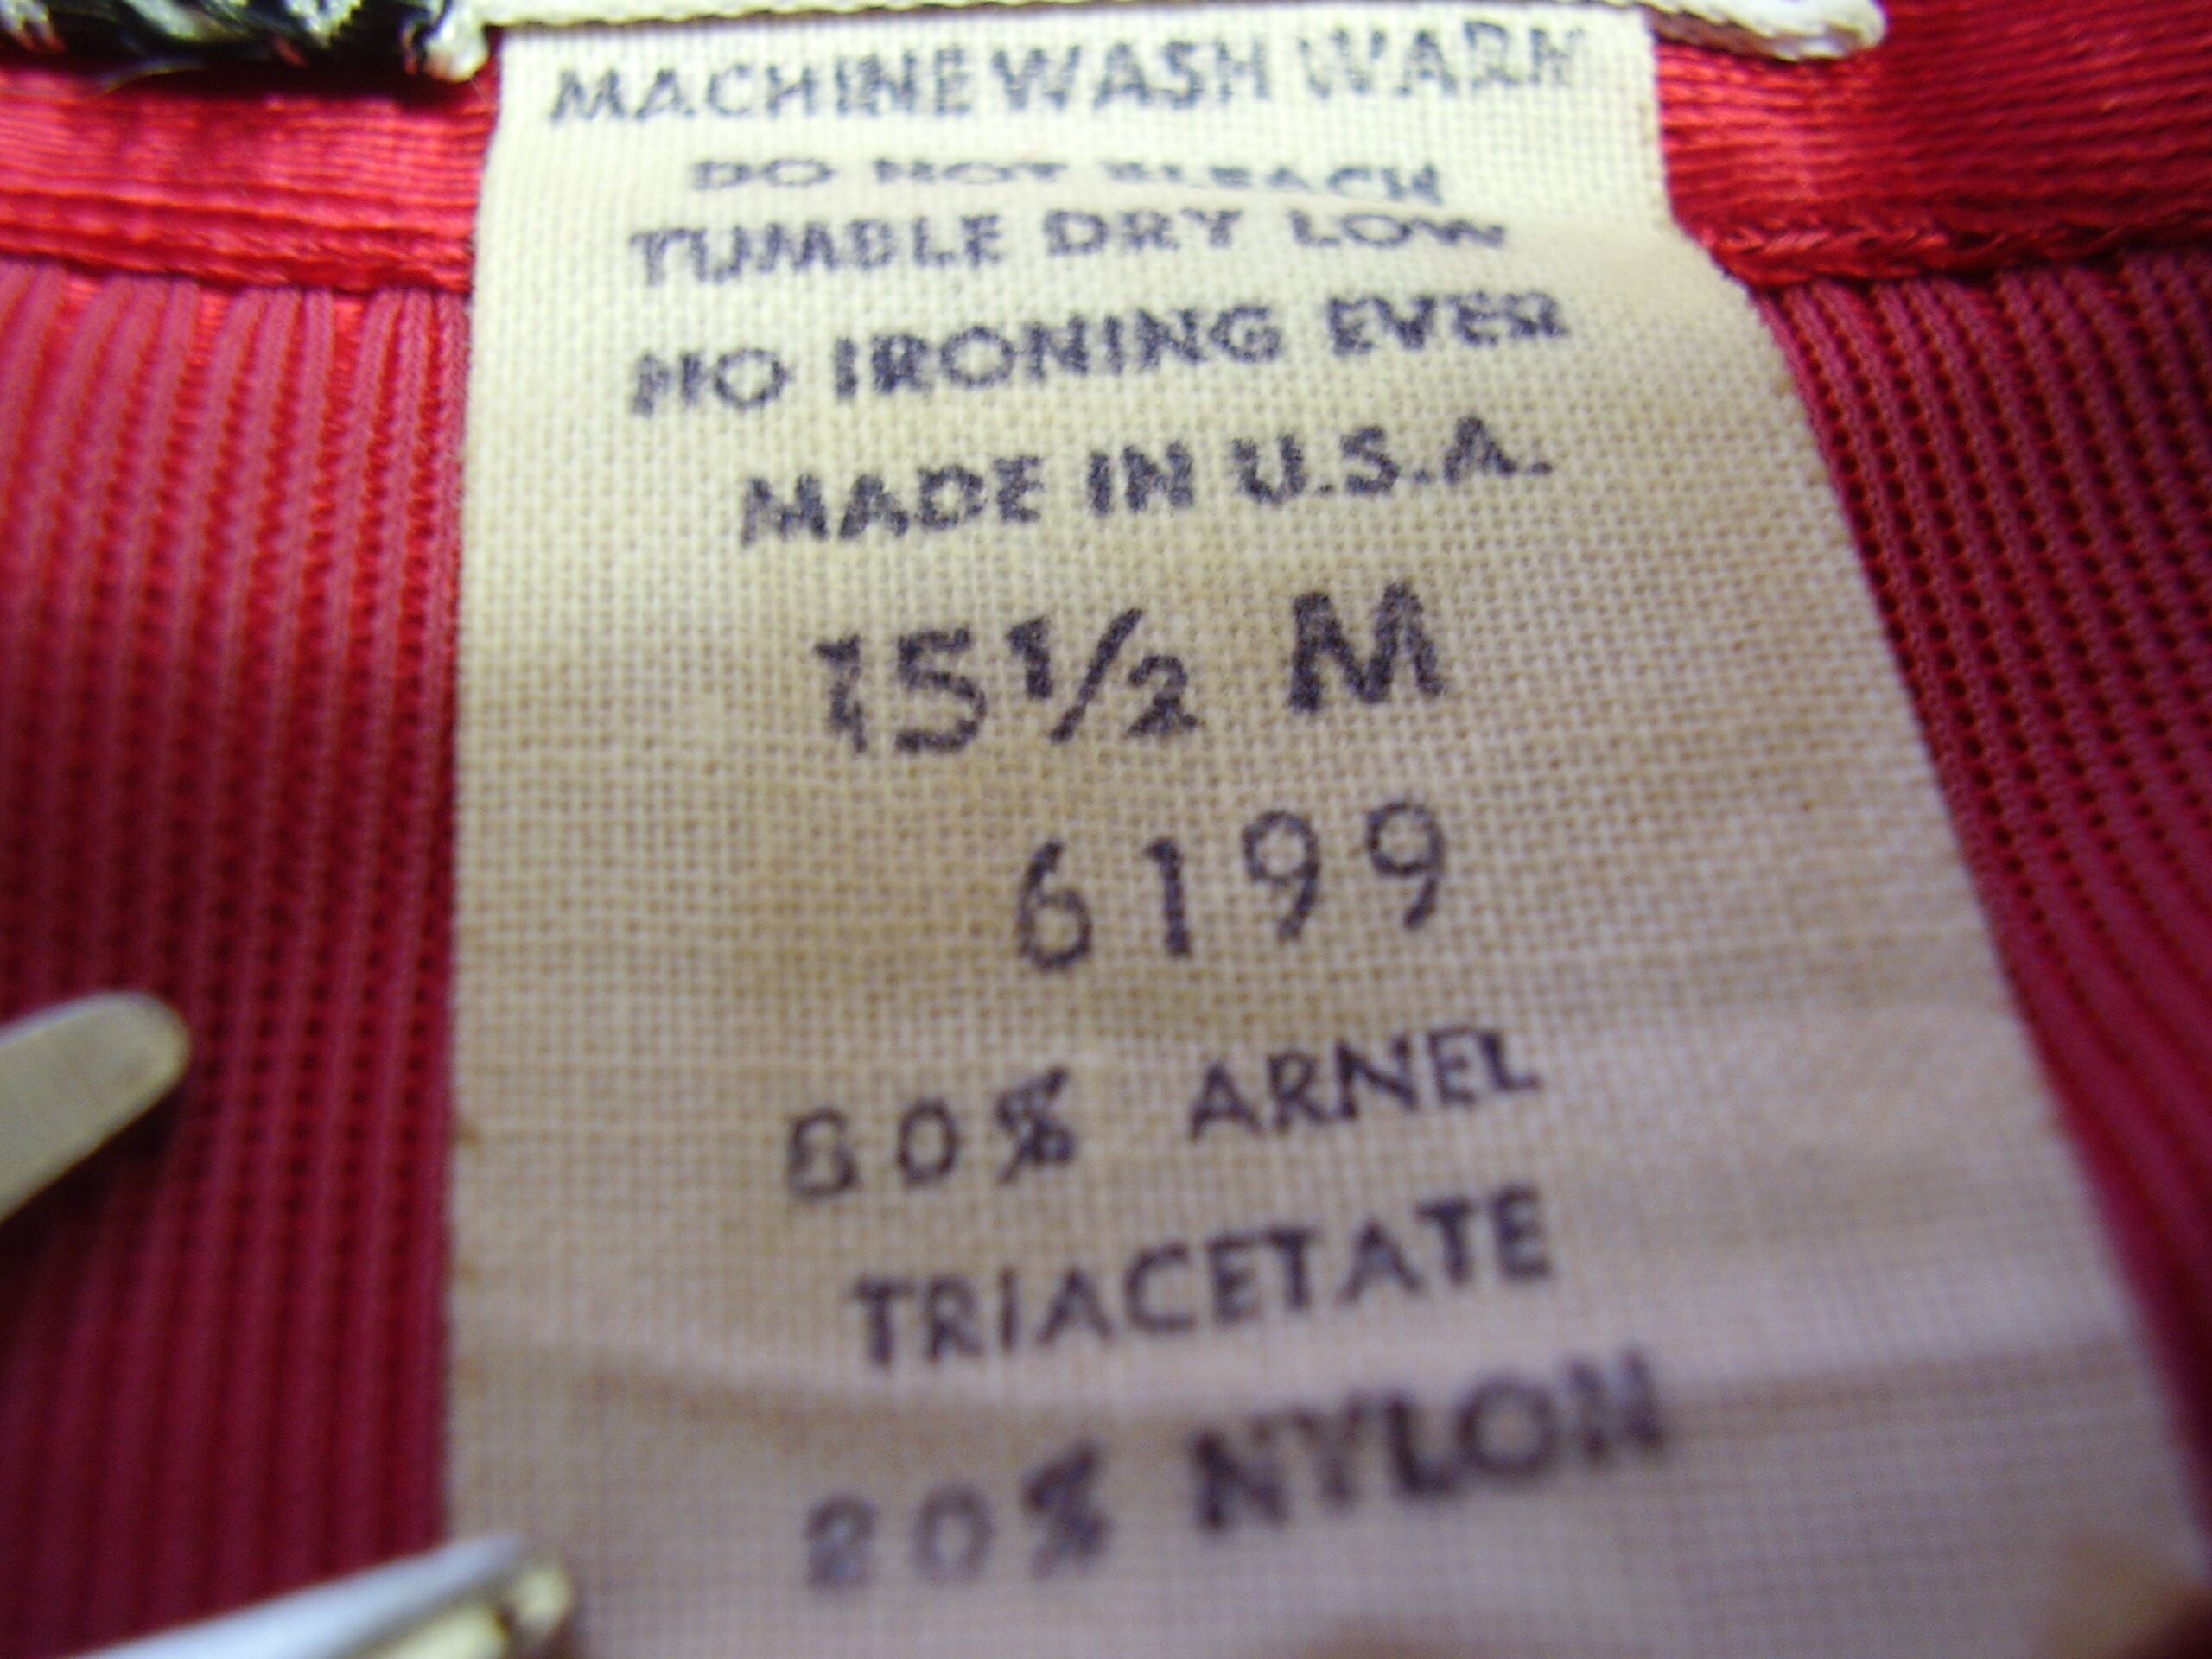 MACHINE WASH WARM
DO NOT BLEACH
TUMBLE DRY LOW
NO IRONING EVER
MADE IN U.S.A.
15½ M
6199
80% ARNEL
TRIACETATE
20% NYLON